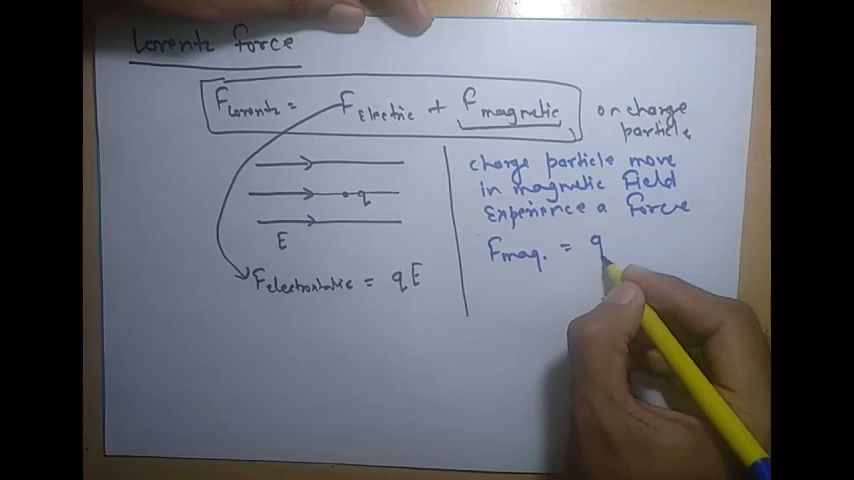 Lorentz force
FLorentz = FElectric + Fmagnetic
on charge
particle
q
E
Felectrostatic = qE
charge particle move
in magnetic Field
Experience a force
Fmag. = q